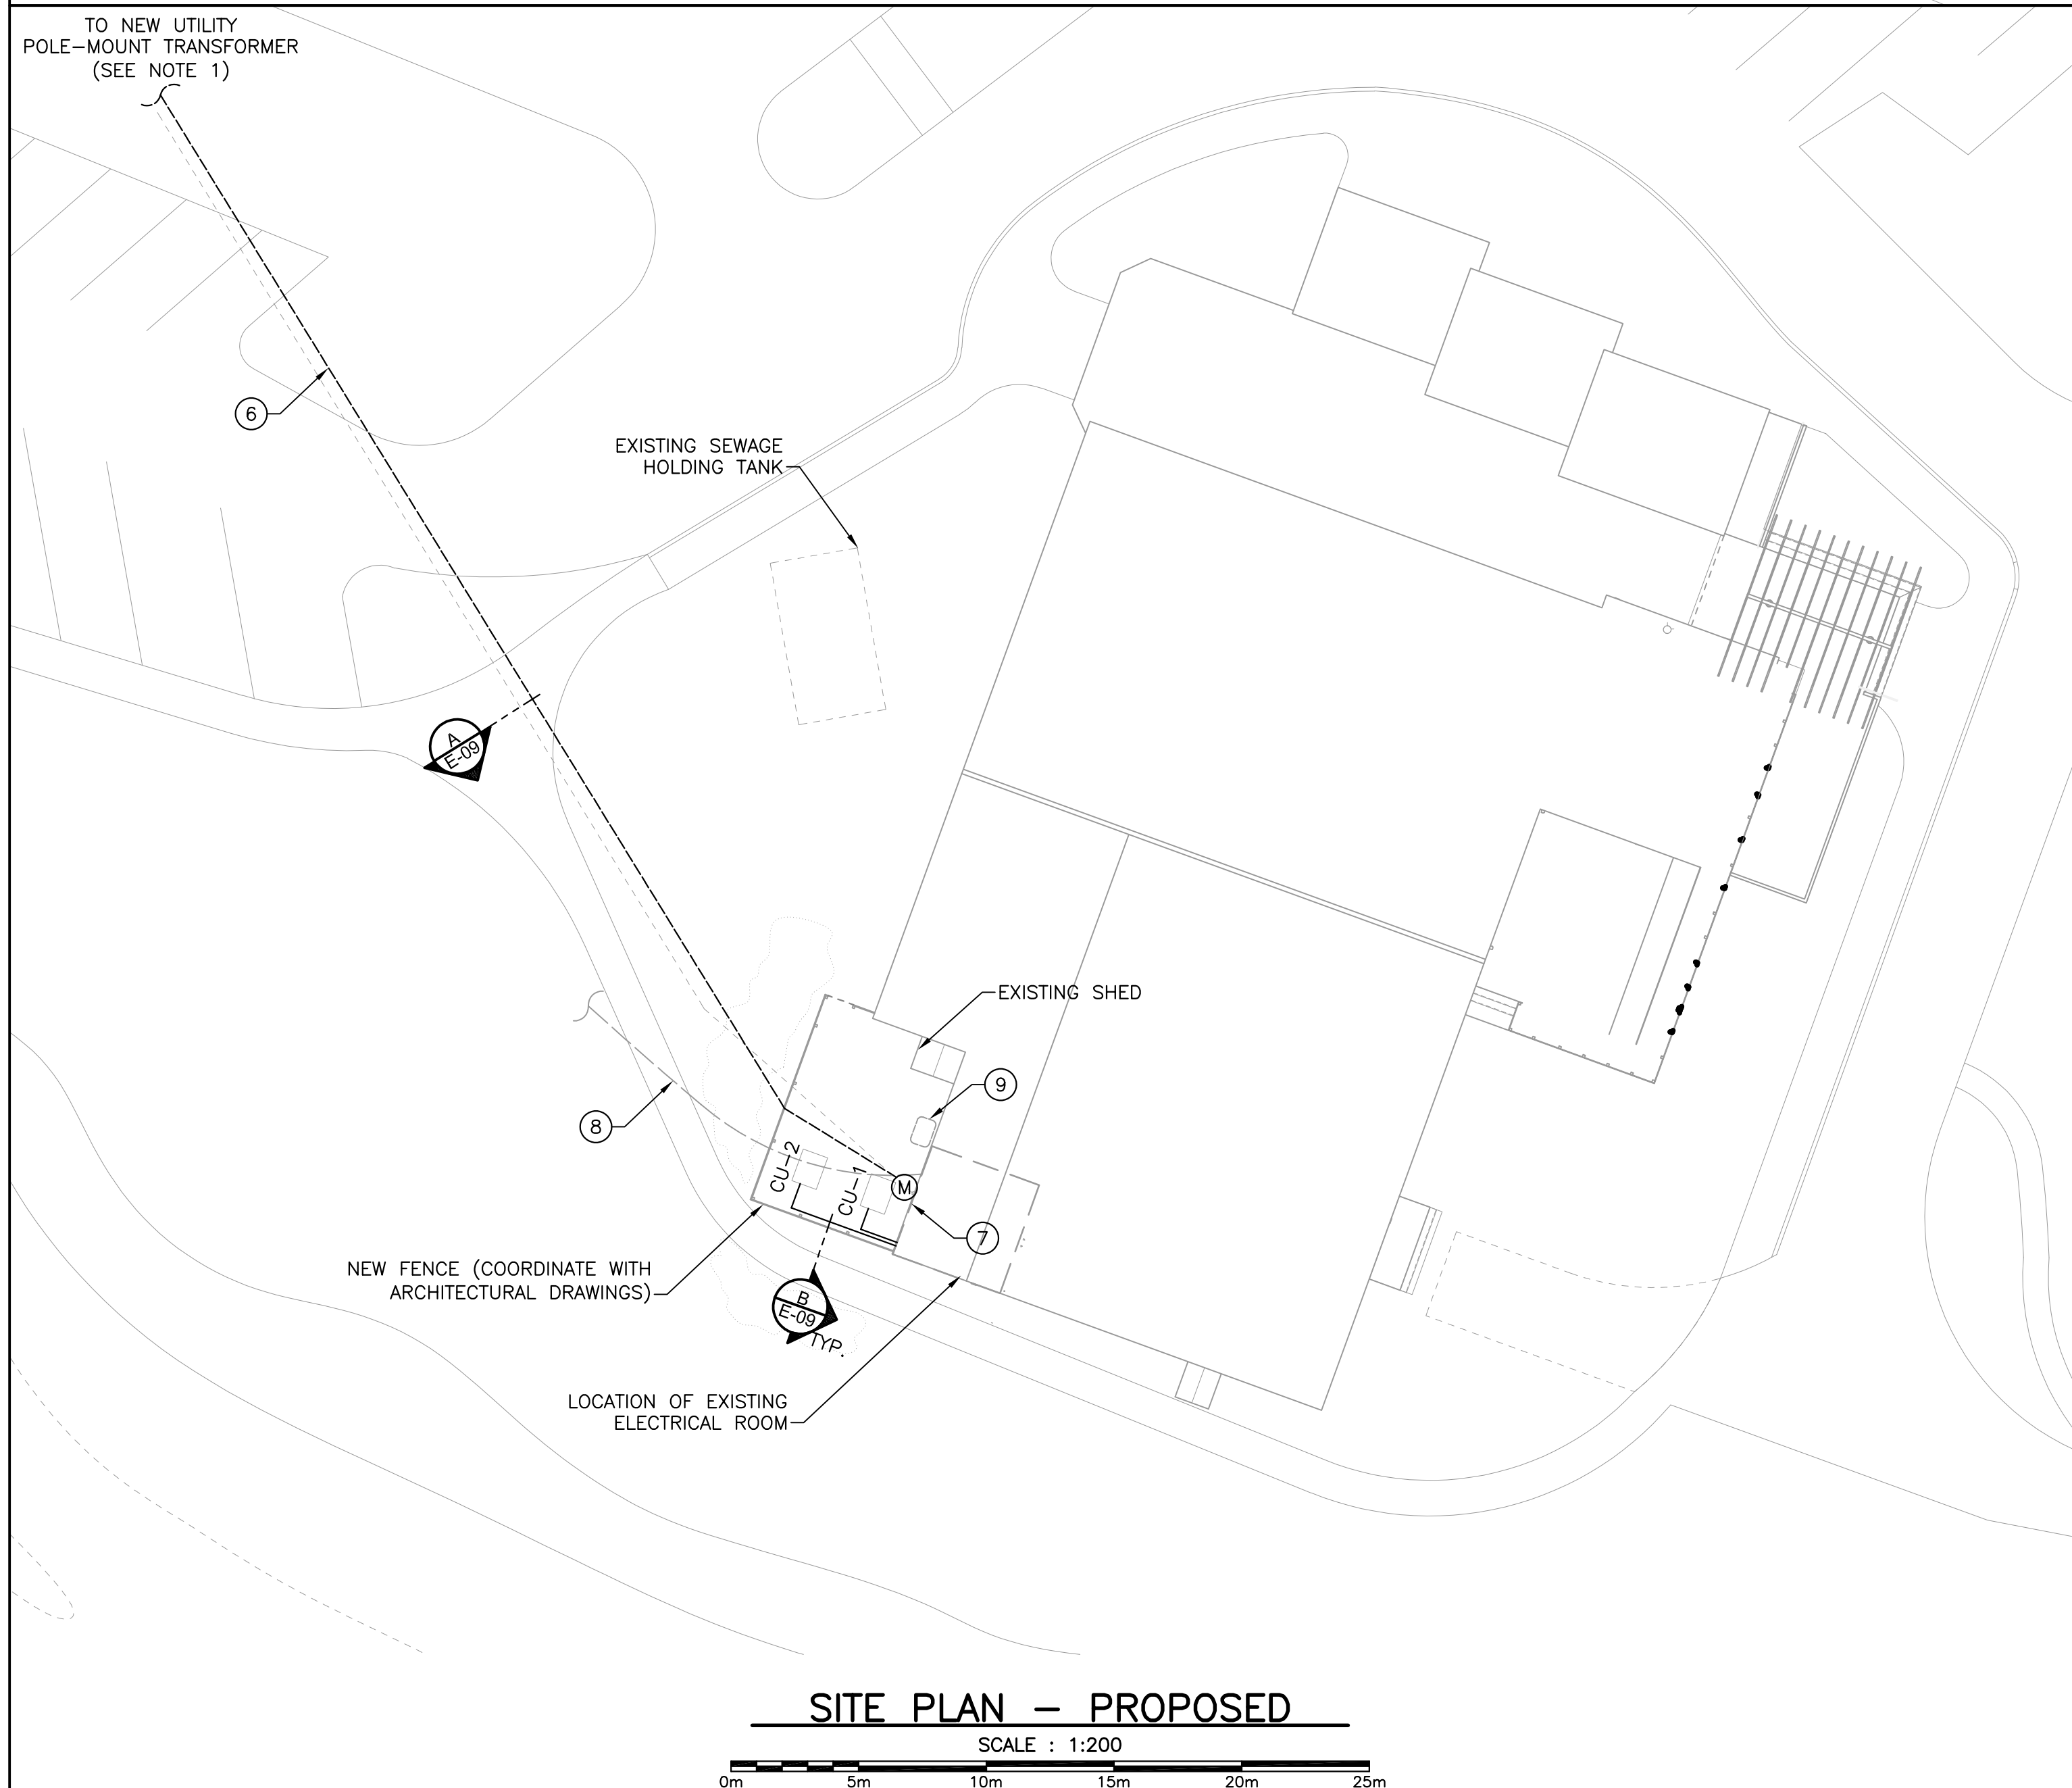 TO NEW UTILITY
POLE-MOUNT TRANSFORMER
(SEE NOTE 1)
6
EXISTING SEWAGE
HOLDING TANK
A
E-09
EXISTING SHED
9
8
CU-2
CU-1
M
7
NEW FENCE (COORDINATE WITH
ARCHITECTURAL DRAWINGS)
B
E-09
TYP.
LOCATION OF EXISTING
ELECTRICAL ROOM
SITE PLAN - PROPOSED
SCALE : 1:200
0m 5m 10m 15m 20m 25m